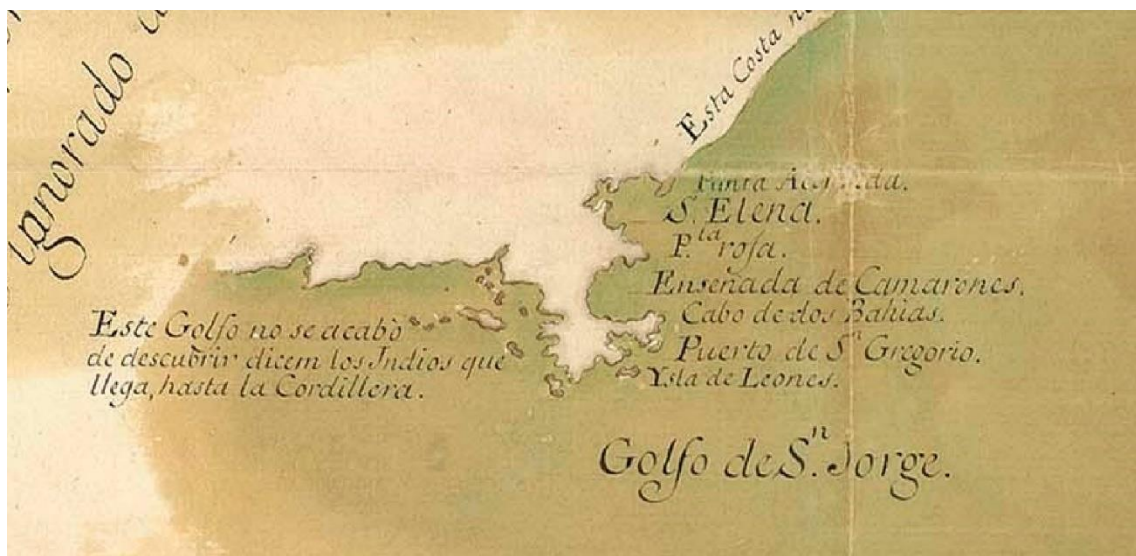 Ignorado
Esta Costa n
Punta
S. Elena.
P.ta rosa.
Enseñada de Camarones.
Cabo de dos Bahias.
Puerto de Sn Gregorio.
Ysla de Leones.
Este Golfo no se acabò
de descubrir dicem los Indios que
llega, hasta la Cordillera.
Golfo de S.n Jorge.